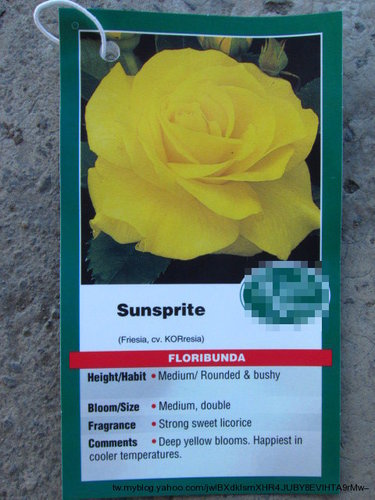 Sunsprite
(Friesia, cv. KORresia)
FLORIBUNDA
Height/Habit • Medium/ Rounded & bushy
Bloom/Size • Medium, double
Fragrance • Strong sweet licorice
Comments • Deep yellow blooms. Happiest in
cooler temperatures.